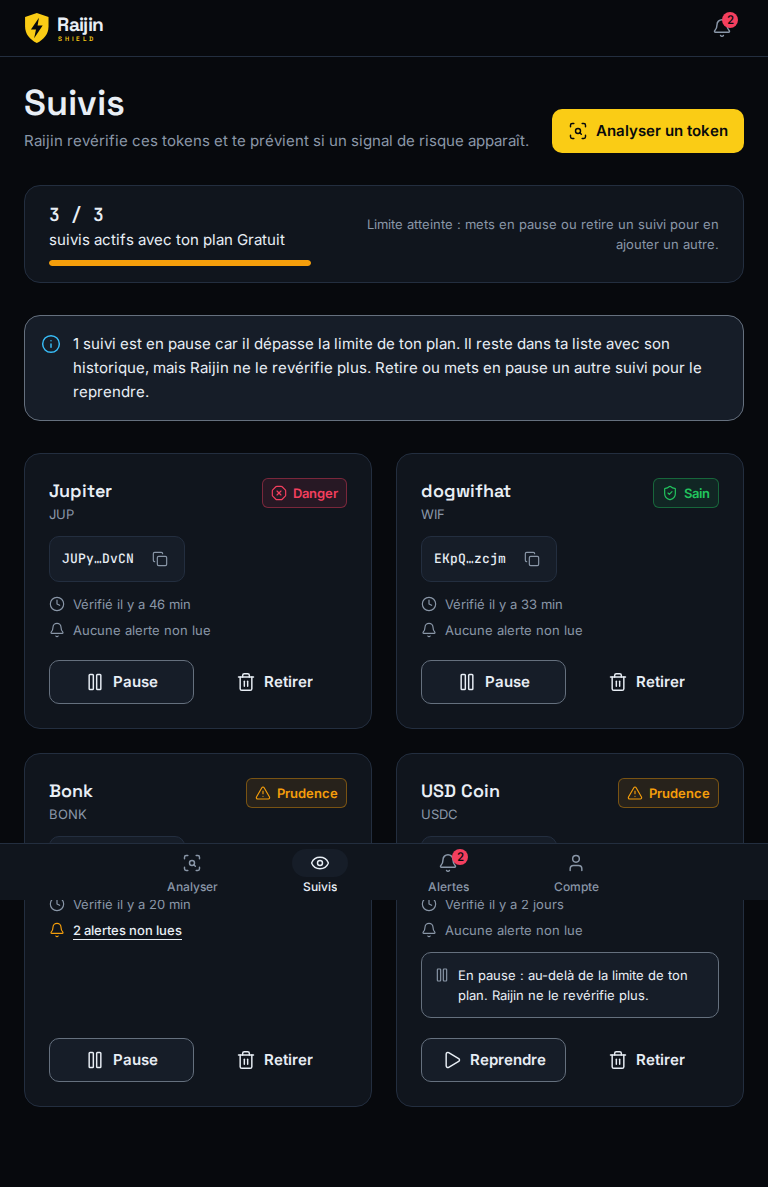 Raijin
SHIELD
2
Suivis
Raijin revérifie ces tokens et te prévient si un signal de risque apparaît.
Analyser un token
3 / 3
suivis actifs avec ton plan Gratuit
Limite atteinte : mets en pause ou retire un suivi pour en
ajouter un autre.
1 suivi est en pause car il dépasse la limite de ton plan. Il reste dans ta liste avec son
historique, mais Raijin ne le revérifie plus. Retire ou mets en pause un autre suivi pour le
reprendre.
Jupiter
Danger
JUP
JUPy…DvCN
Vérifié il y a 46 min
Aucune alerte non lue
Pause
Retirer
dogwifhat
Sain
WIF
EKpQ…zcjm
Vérifié il y a 33 min
Aucune alerte non lue
Pause
Retirer
Bonk
Prudence
BONK
USD Coin
Prudence
USDC
Analyser
Suivis
2
Alertes
Compte
Vérifié il y a 20 min
2 alertes non lues
Pause
Retirer
Vérifié il y a 2 jours
Aucune alerte non lue
En pause : au-delà de la limite de ton
plan. Raijin ne le revérifie plus.
Reprendre
Retirer